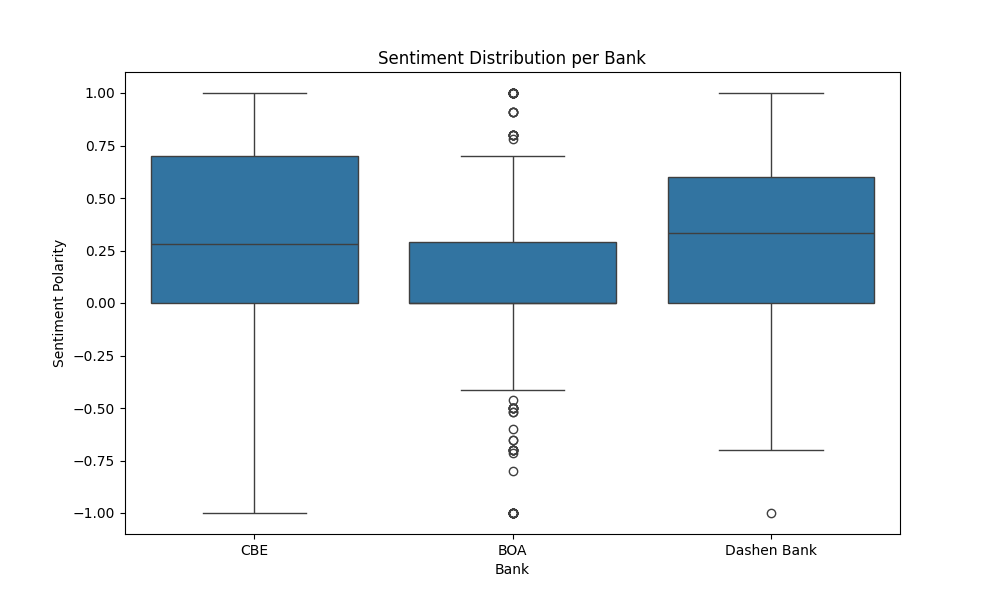 Sentiment Distribution per Bank
Sentiment Polarity
1.00
0.75
0.50
0.25
0.00
−0.25
−0.50
−0.75
−1.00
CBE BOA Dashen Bank
Bank